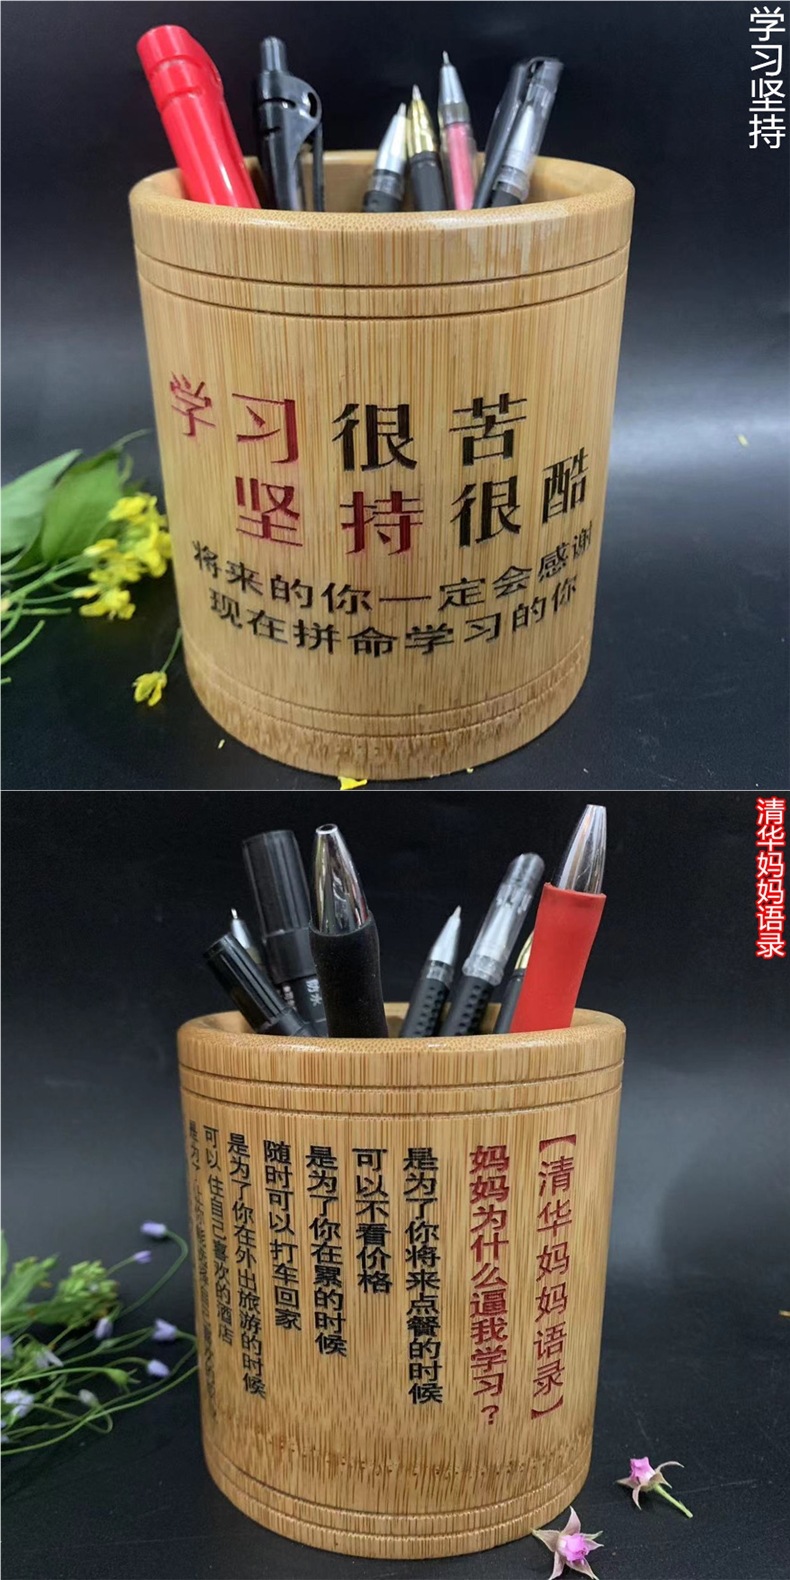 学习坚持
学习很苦
坚持很酷
将来的你一定会感谢
现在拼命学习的你
清华妈妈语录
【清华妈妈语录】
妈妈为什么逼我学习？
是为了你将来点餐的时候
可以不看价格
是为了你在累的时候
随时可以打车回家
是为了你在外出旅游的时候
可以住自己喜欢的酒店
防水